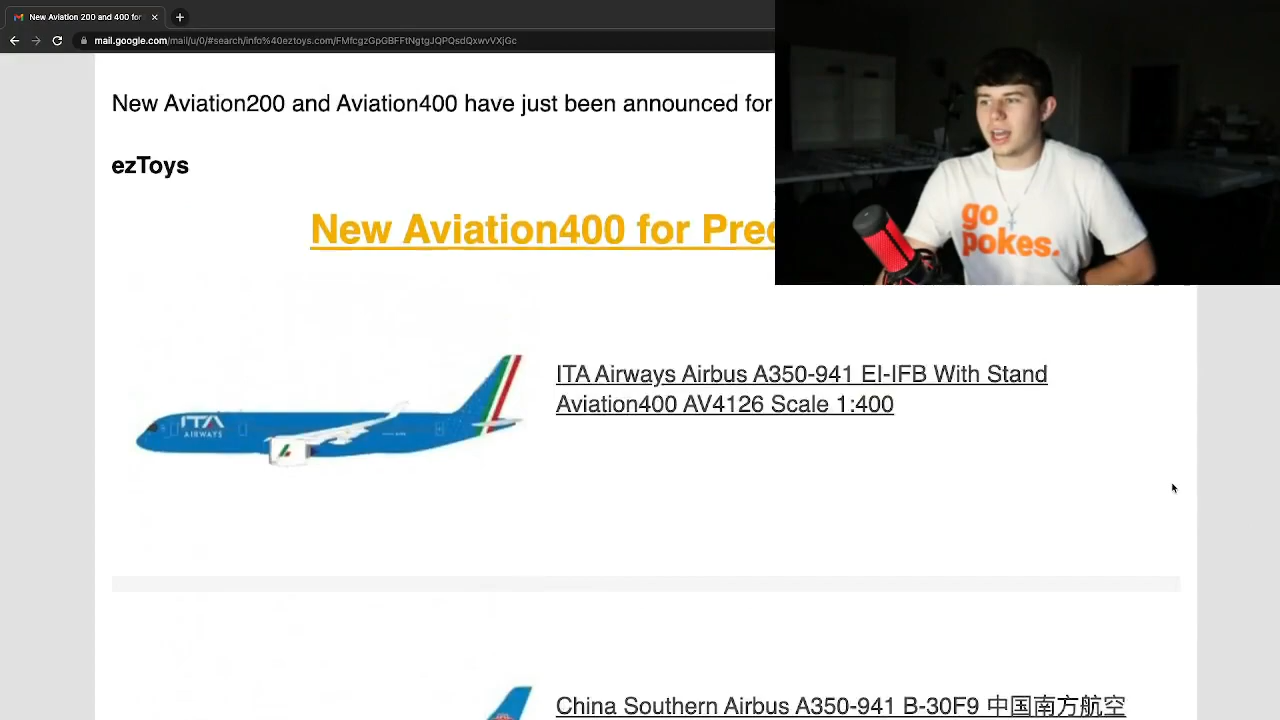 New Aviation 200 and 400 for
mail.google.com/mail/u/0/#search/info%40eztoys.com/FMfcgzGpGBFFtNgtgJQPQsdQxwvVXjGc
New Aviation200 and Aviation400 have just been announced for
ezToys
New Aviation400 for Pre
go
pokes.
ITA
AIRWAYS
ITA Airways Airbus A350-941 EI-IFB With Stand
Aviation400 AV4126 Scale 1:400
China Southern Airbus A350-941 B-30F9 中国南方航空